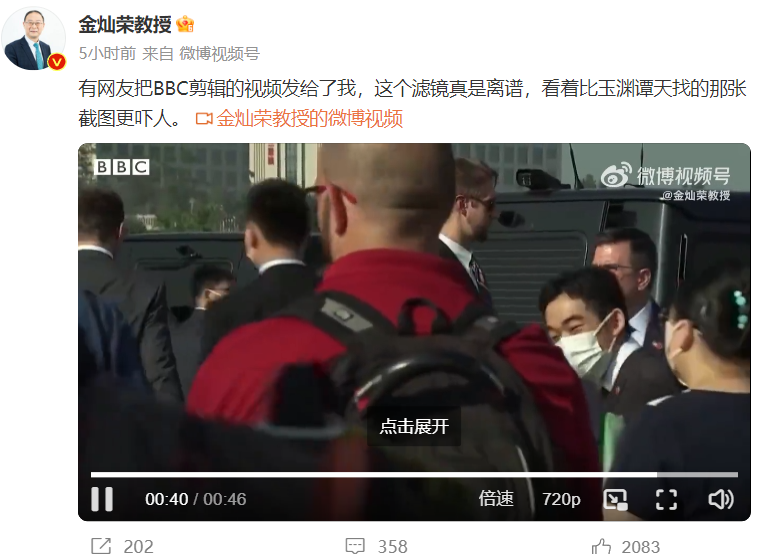 金灿荣教授
5小时前 来自 微博视频号
有网友把BBC剪辑的视频发给了我，这个滤镜真是离谱，看着比玉渊谭天找的那张
截图更吓人。 金灿荣教授的微博视频
BBC
微博视频号
@金灿荣教授
点击展开
00:40 / 00:46 倍速 720p
202 358 2083